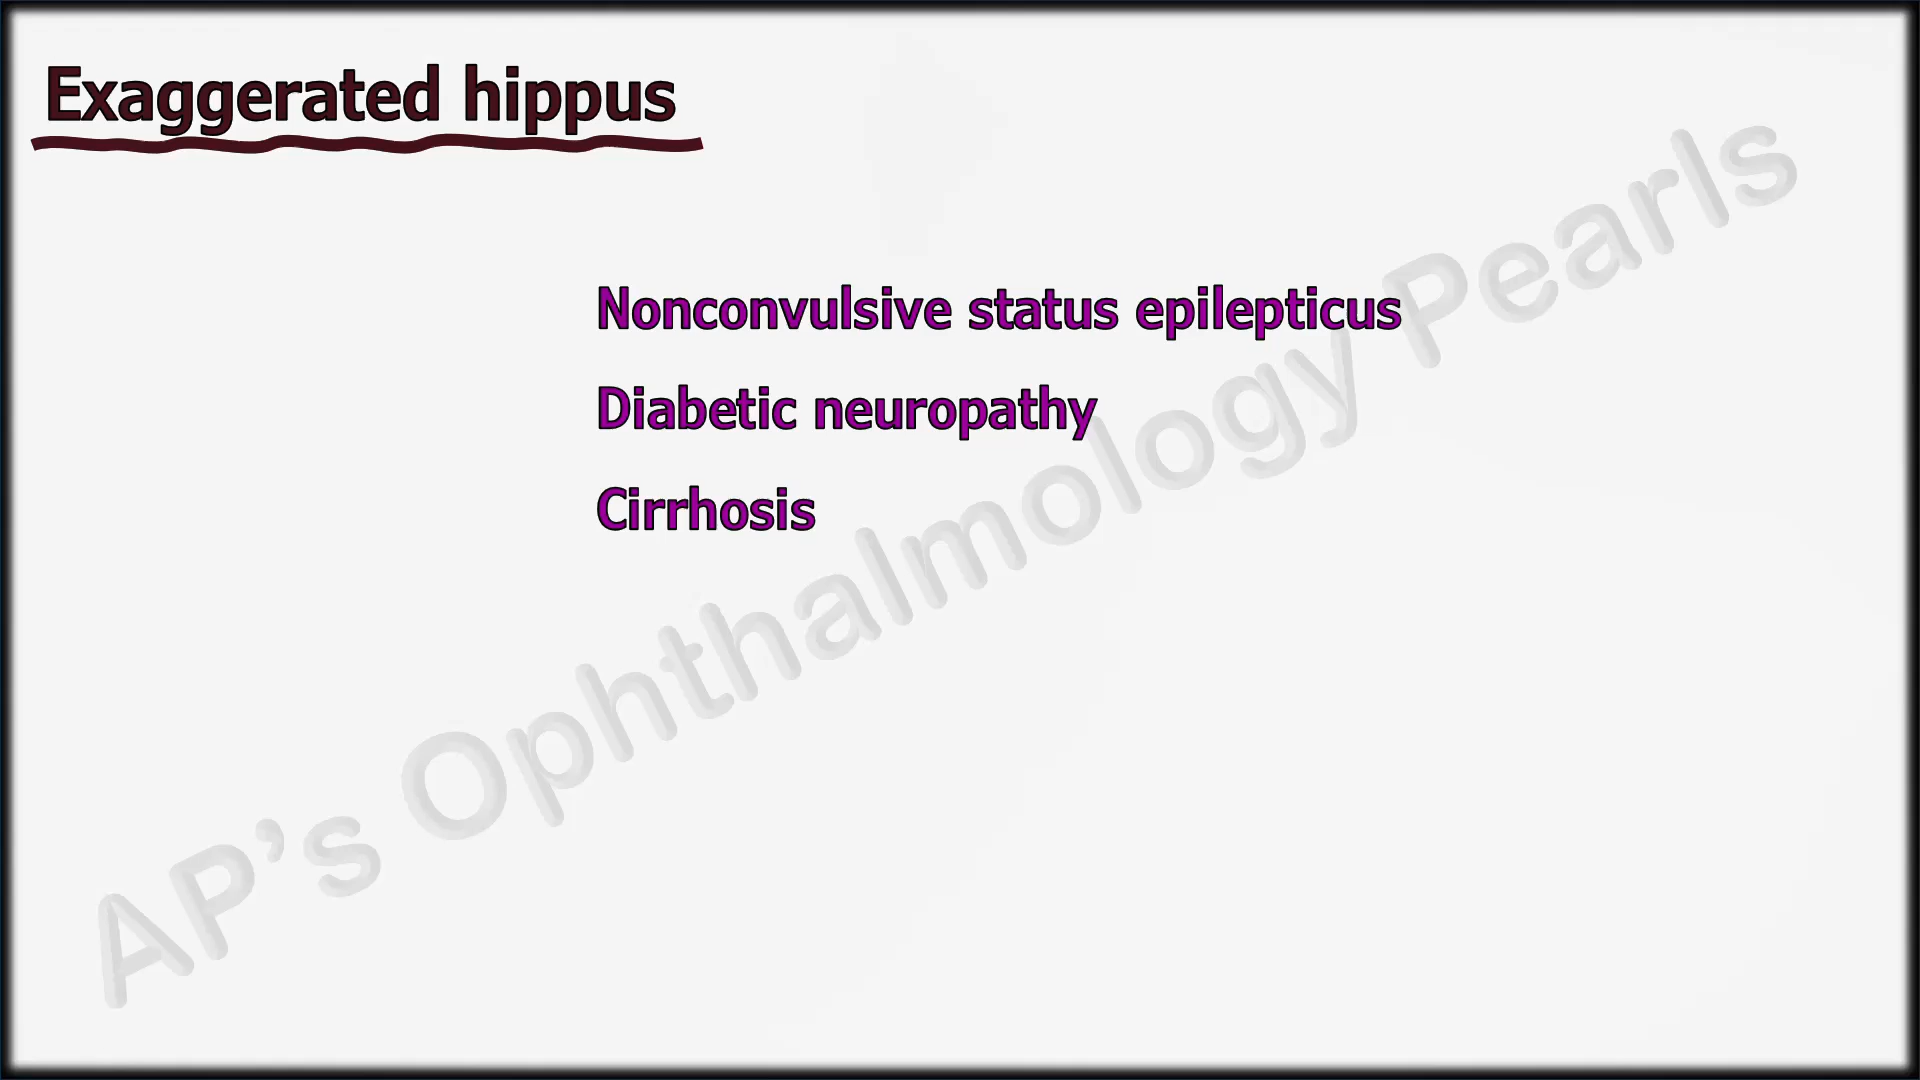 Exaggerated hippus
Nonconvulsive status epilepticus
Diabetic neuropathy
Cirrhosis
AP’s Ophthalmology Pearls